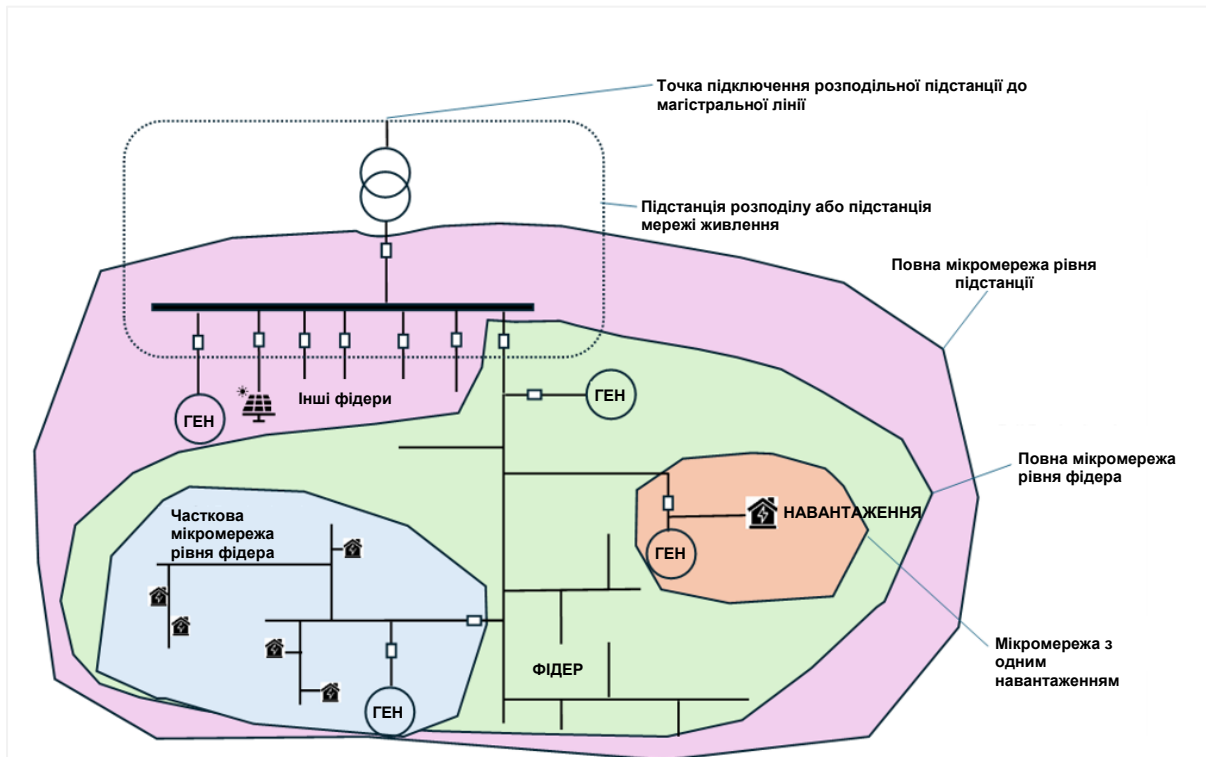 Точка підключення розподільної підстанції до
магістральної лінії
Підстанція розподілу або підстанція
мережі живлення
Повна мікромережа рівня
підстанції
Інші фідери
ГЕН
ГЕН
Повна мікромережа
рівня фідера
Часткова
мікромережа
рівня фідера
НАВАНТАЖЕННЯ
ГЕН
Мікромережа з
одним
навантаженням
ФІДЕР
ГЕН